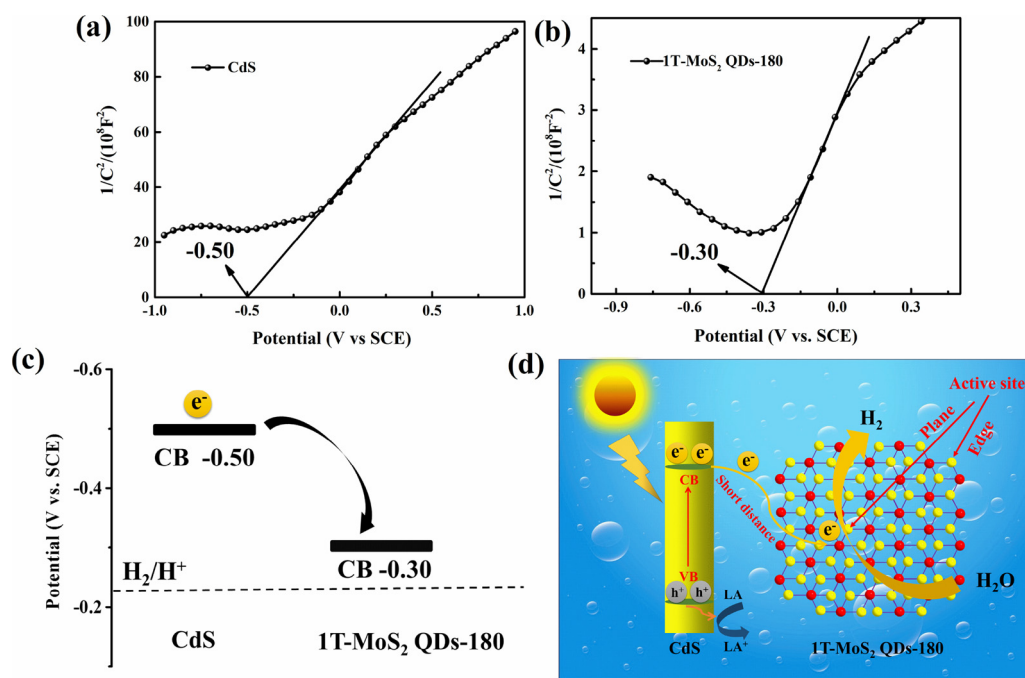 (a)
100
80
60
40
20
0
1/C²/(10⁸F⁻²)
CdS
-0.50
-1.0 -0.5 0.0 0.5 1.0
Potential (V vs SCE)
(b)
4
3
2
1
0
1/C²/(10⁸F⁻²)
1T-MoS₂ QDs-180
-0.30
-0.9 -0.6 -0.3 0.0 0.3
Potential (V vs. SCE)
(c)
-0.6
-0.4
-0.2
Potential (V vs. SCE)
e⁻
CB -0.50
CB -0.30
H₂/H⁺
CdS
1T-MoS₂ QDs-180
(d)
Active site
Plane
Edge
H₂
e⁻ e⁻
e⁻
CB
Short distance
e⁻
VB
h⁺ h⁺
LA
LA⁺
H₂O
CdS
1T-MoS₂ QDs-180